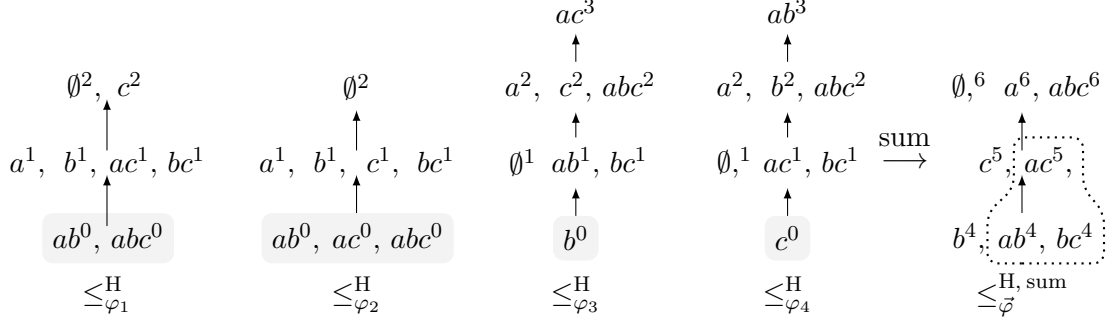 ac³ ab³
∅², c² ∅² a², c², abc² a², b², abc² ∅,⁶ a⁶, abc⁶
a¹, b¹, ac¹, bc¹ a¹, b¹, c¹, bc¹ ∅¹ ab¹, bc¹ ∅,¹ ac¹, bc¹ sum ⟶ c⁵, ac⁵,
ab⁰, abc⁰ ab⁰, ac⁰, abc⁰ b⁰ c⁰ b⁴, ab⁴, bc⁴
≤^H_φ₁ ≤^H_φ₂ ≤^H_φ₃ ≤^H_φ₄ ≤^{H, sum}_{φ⃗}